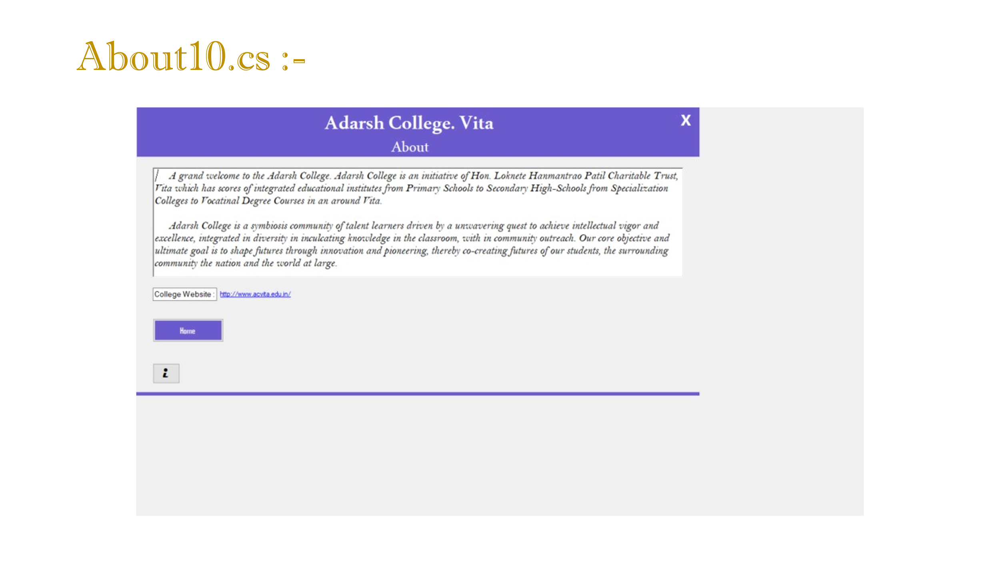 About10.cs :-
Adarsh College. Vita
X
About
A grand welcome to the Adarsh College. Adarsh College is an initiative of Hon. Loknete Hanmantrao Patil Charitable Trust,
Vita which has scores of integrated educational institutes from Primary Schools to Secondary High-Schools from Specialization
Colleges to Vocatinal Degree Courses in an around Vita.
Adarsh College is a symbiosis community of talent learners driven by a unwavering quest to achieve intellectual vigor and
excellence, integrated in diversity in inculcating knowledge in the classroom, with in community outreach. Our core objective and
ultimate goal is to shape futures through innovation and pioneering, thereby co-creating futures of our students, the surrounding
community the nation and the world at large.
College Website : http://www.acvita.edu.in/
Home
i